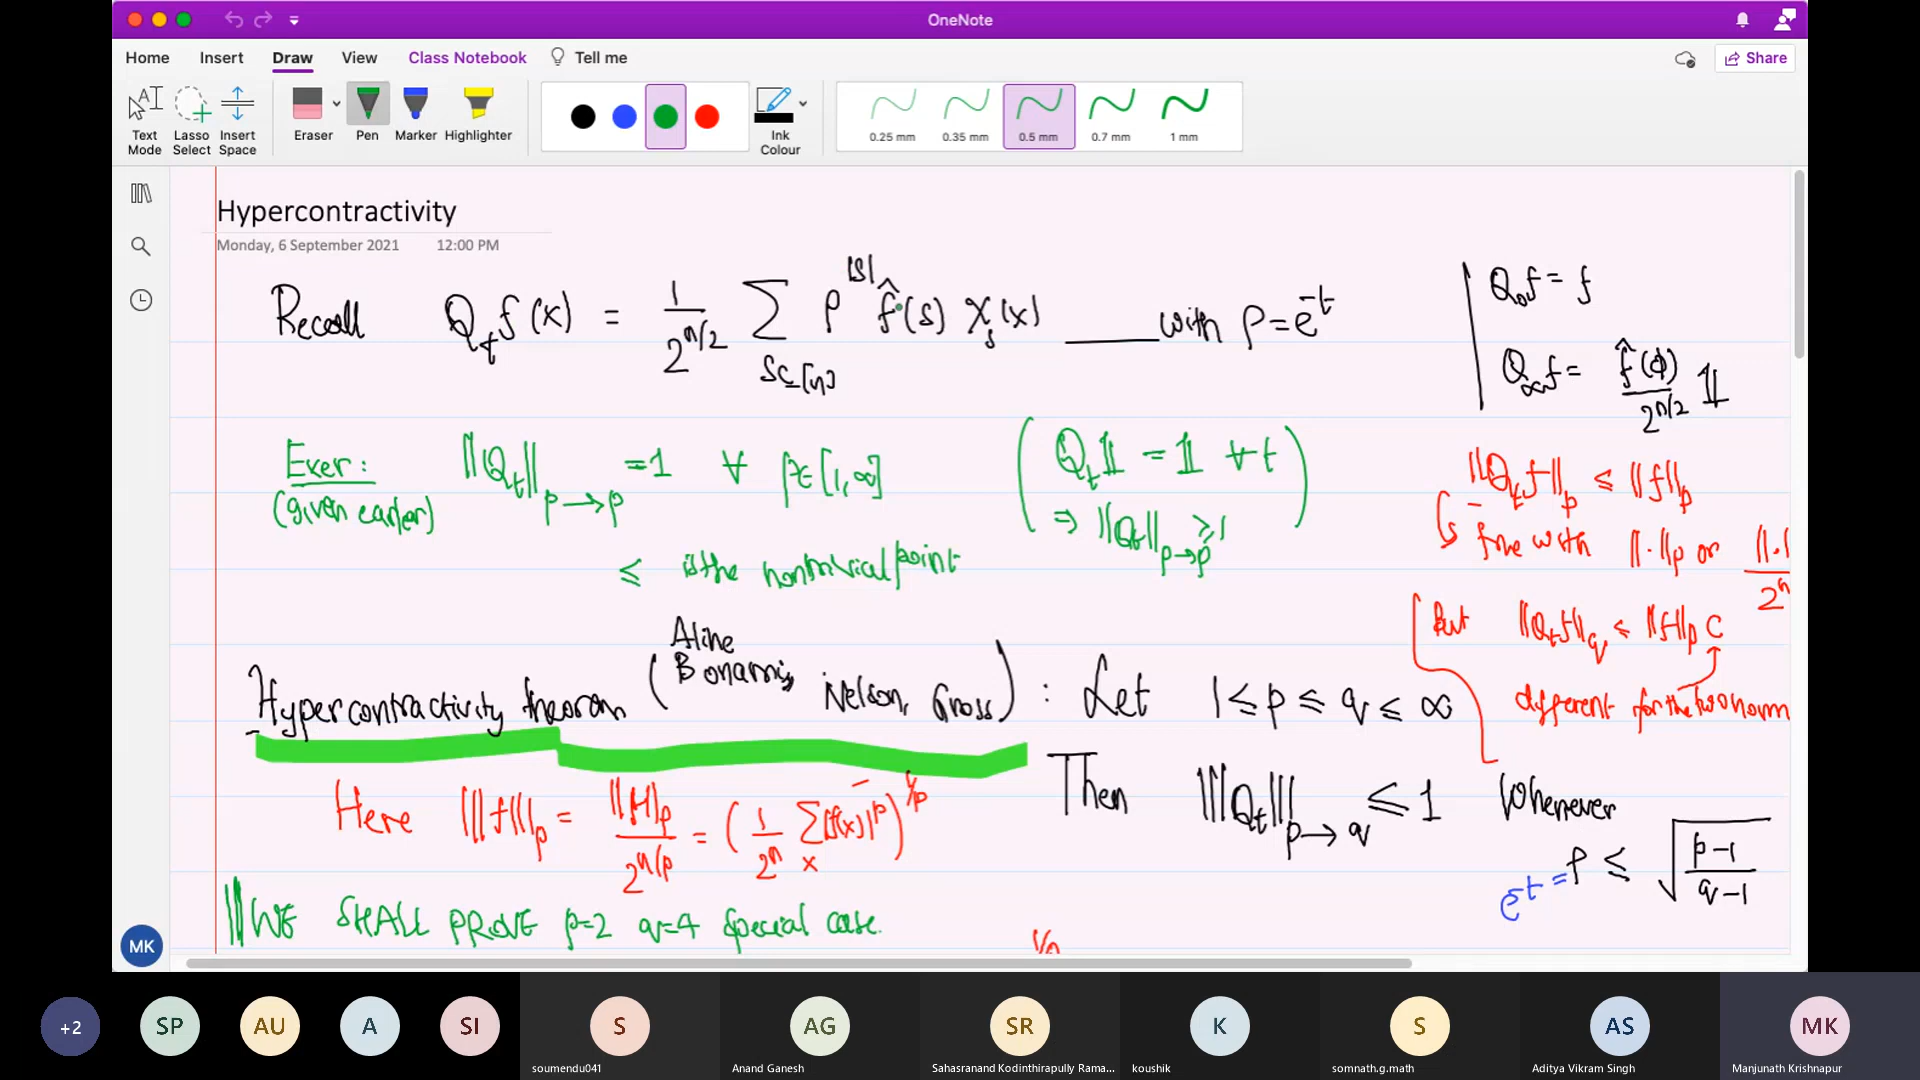 OneNote
Home Insert Draw View Class Notebook Tell me Share
Text Mode
Lasso Select
Insert Space
Eraser
Pen
Marker
Highlighter
Ink Colour
0.25 mm 0.35 mm 0.5 mm 0.7 mm 1 mm
Hypercontractivity
Monday, 6 September 2021 12:00 PM
Recall Q_t f(x) = 1/2^{n/2} Σ_{S⊆[n]} ρ^{|S|} f̂(S) χ_S(x) ____ with ρ = e^{-t}
Q_0 f = f
Q_∞ f = f̂(φ)/2^{n/2} 𝟙
Exer: ‖Q_t‖_{p→p} = 1 ∀ p∈[1,∞]
(given earlier)
≤ is the nontrivial point
( Q_t 𝟙 = 𝟙 ∀t
⇒ ‖Q_t‖_{p→p} ≥ 1 )
‖Q_t f‖_p ≤ ‖f‖_p
fine with ‖·‖_p or ‖·‖/2^n
But ‖Q_t f‖_q ≤ ‖f‖_p C
different for the two norm
Hypercontractivity theorem (Aline Bonami, Nelson, Gross) : Let 1 ≤ p ≤ q ≤ ∞
Then |||Q_t|||_{p→q} ≤ 1 whenever
e^{-t} = ρ ≤ √((p-1)/(q-1))
Here |||f|||_p = ‖f‖_p/2^{n/p} = (1/2^n Σ_x |f(x)|^p)^{1/p}
WE SHALL PROVE p=2 q=4 special case.
MK
+2 SP AU A SI S AG SR K S AS MK
soumendu041
Anand Ganesh
Sahasranand Kodinthirapully Rama...
koushik
somnath.g.math
Aditya Vikram Singh
Manjunath Krishnapur